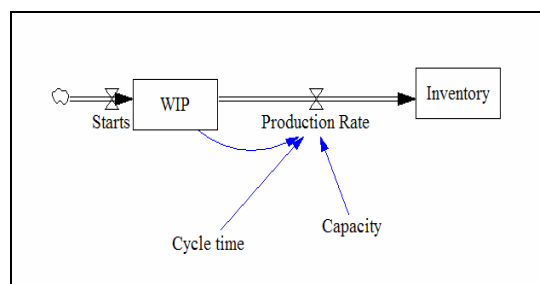 WIP
Inventory
Starts
Production Rate
Cycle time
Capacity